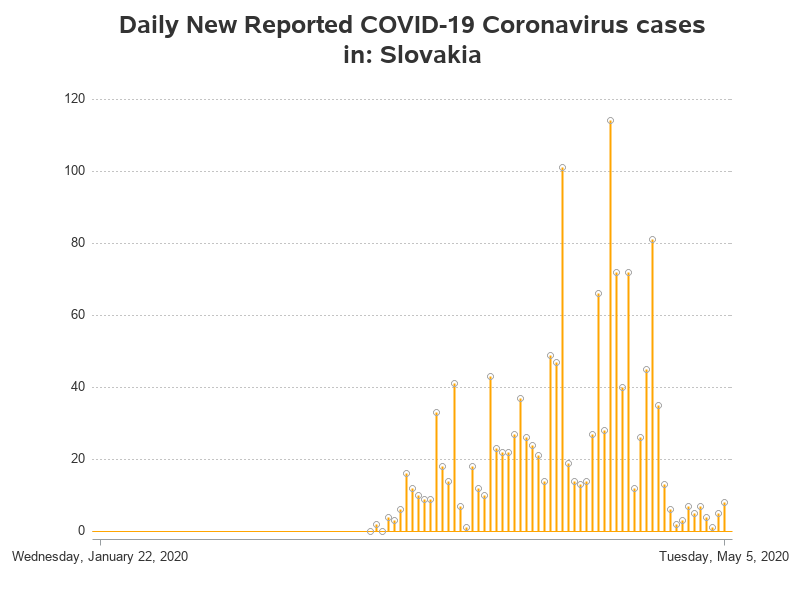 Daily New Reported COVID-19 Coronavirus cases
in: Slovakia
120
100
80
60
40
20
0
Wednesday, January 22, 2020
Tuesday, May 5, 2020